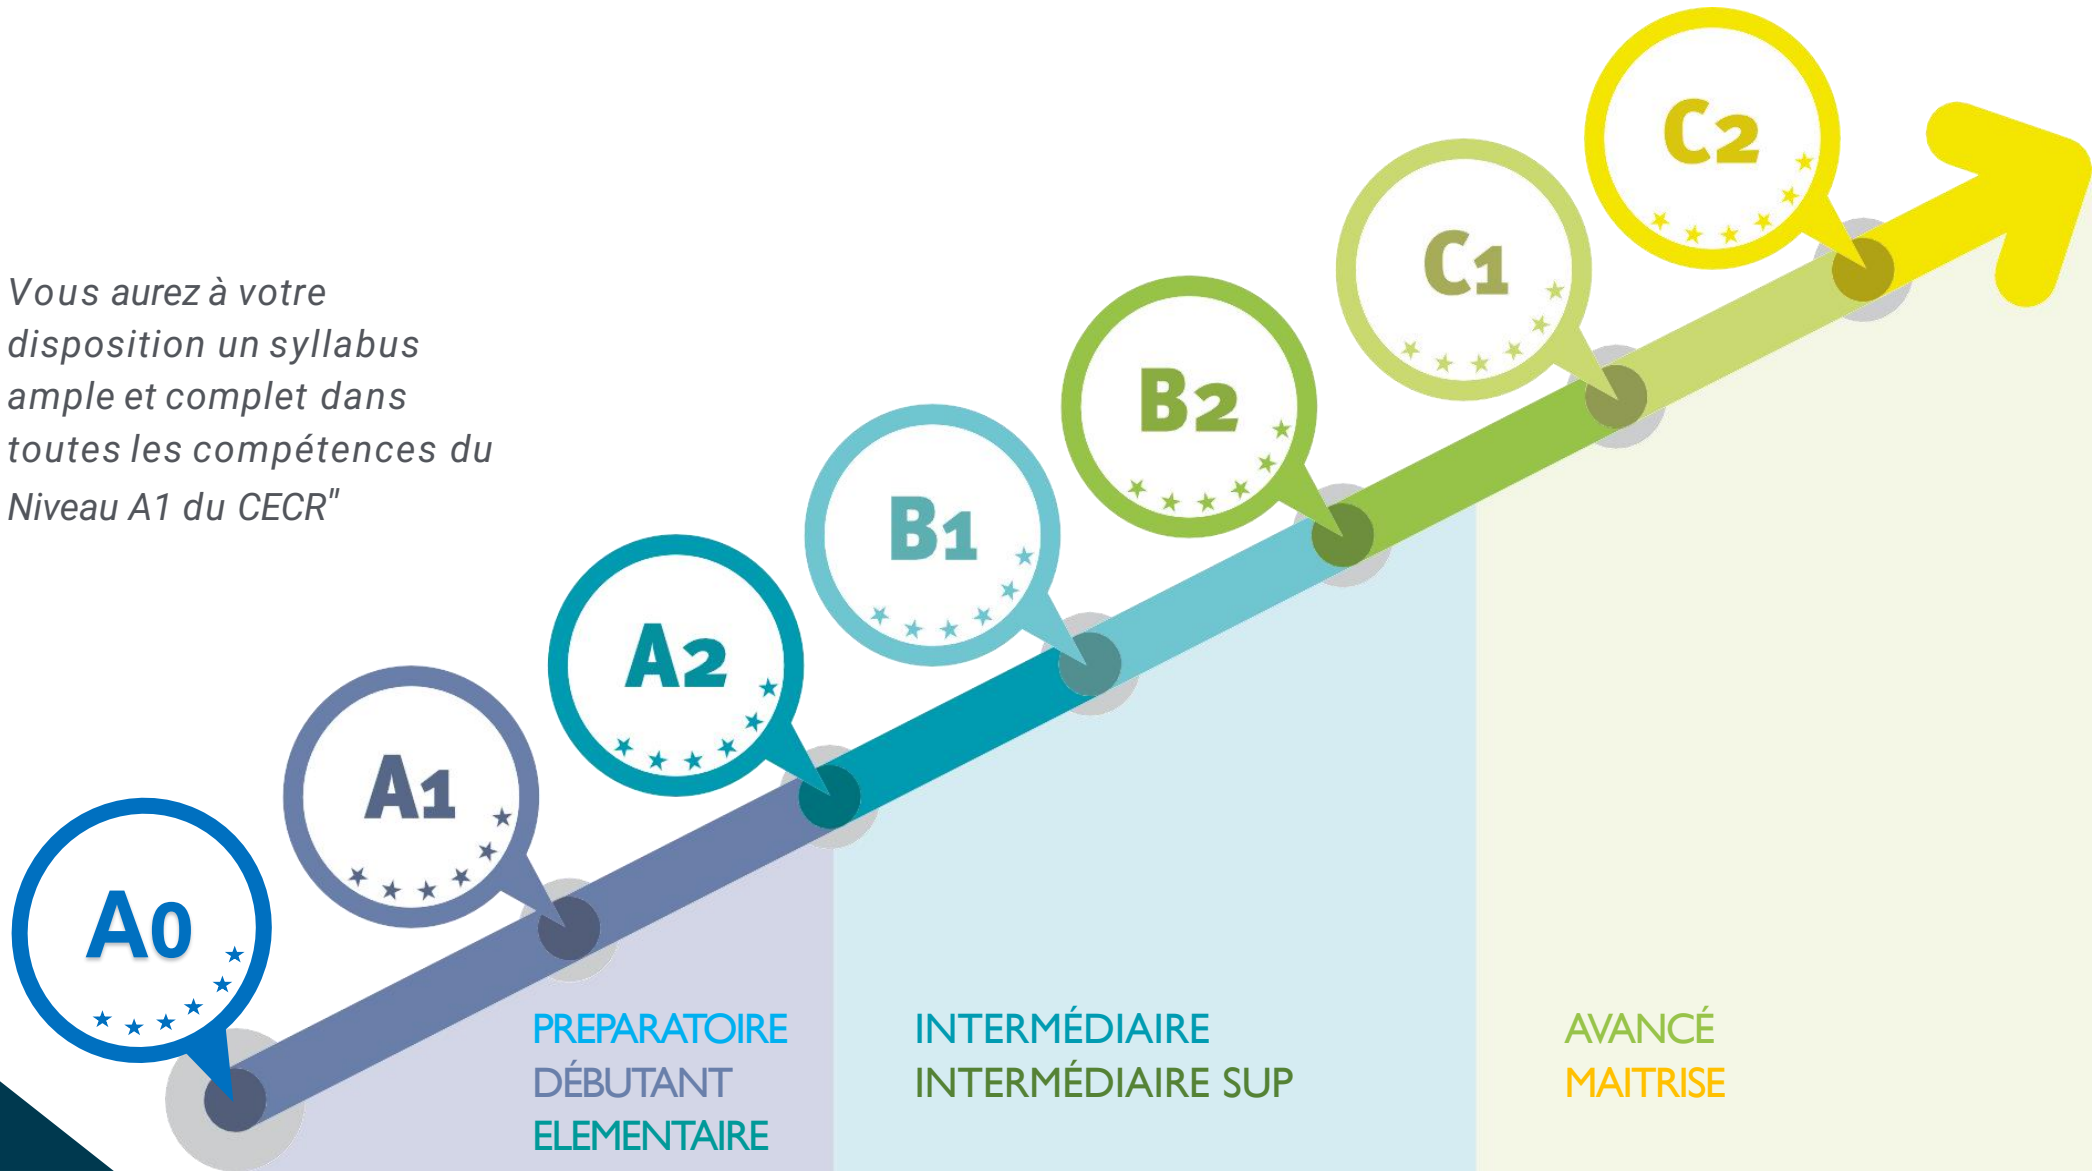 C2
C1
Vous aurez à votre
disposition un syllabus
ample et complet dans
toutes les compétences du
Niveau A1 du CECR"
B2
B1
A2
A1
A0
PREPARATOIRE
DÉBUTANT
ELEMENTAIRE
INTERMÉDIAIRE
INTERMÉDIAIRE SUP
AVANCÉ
MAITRISE